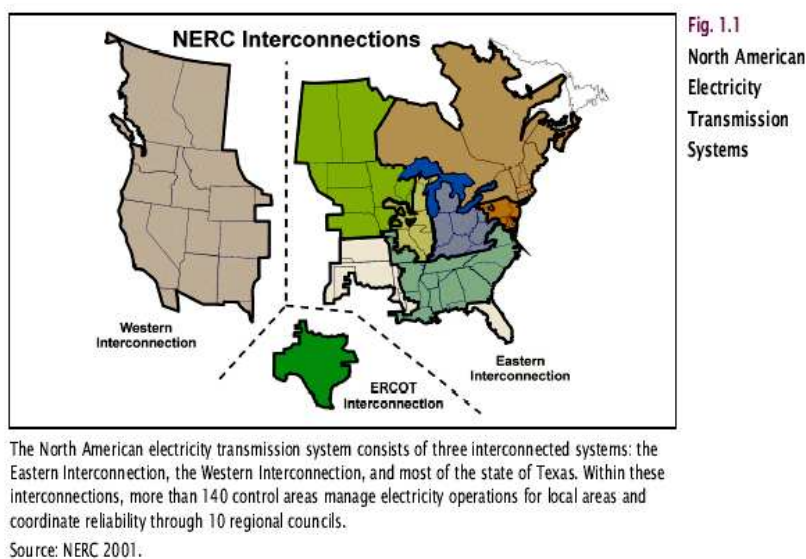 NERC Interconnections
Western
Interconnection
ERCOT
Interconnection
Eastern
Interconnection
Fig. 1.1
North American
Electricity
Transmission
Systems
The North American electricity transmission system consists of three interconnected systems: the
Eastern Interconnection, the Western Interconnection, and most of the state of Texas. Within these
interconnections, more than 140 control areas manage electricity operations for local areas and
coordinate reliability through 10 regional councils.
Source: NERC 2001.